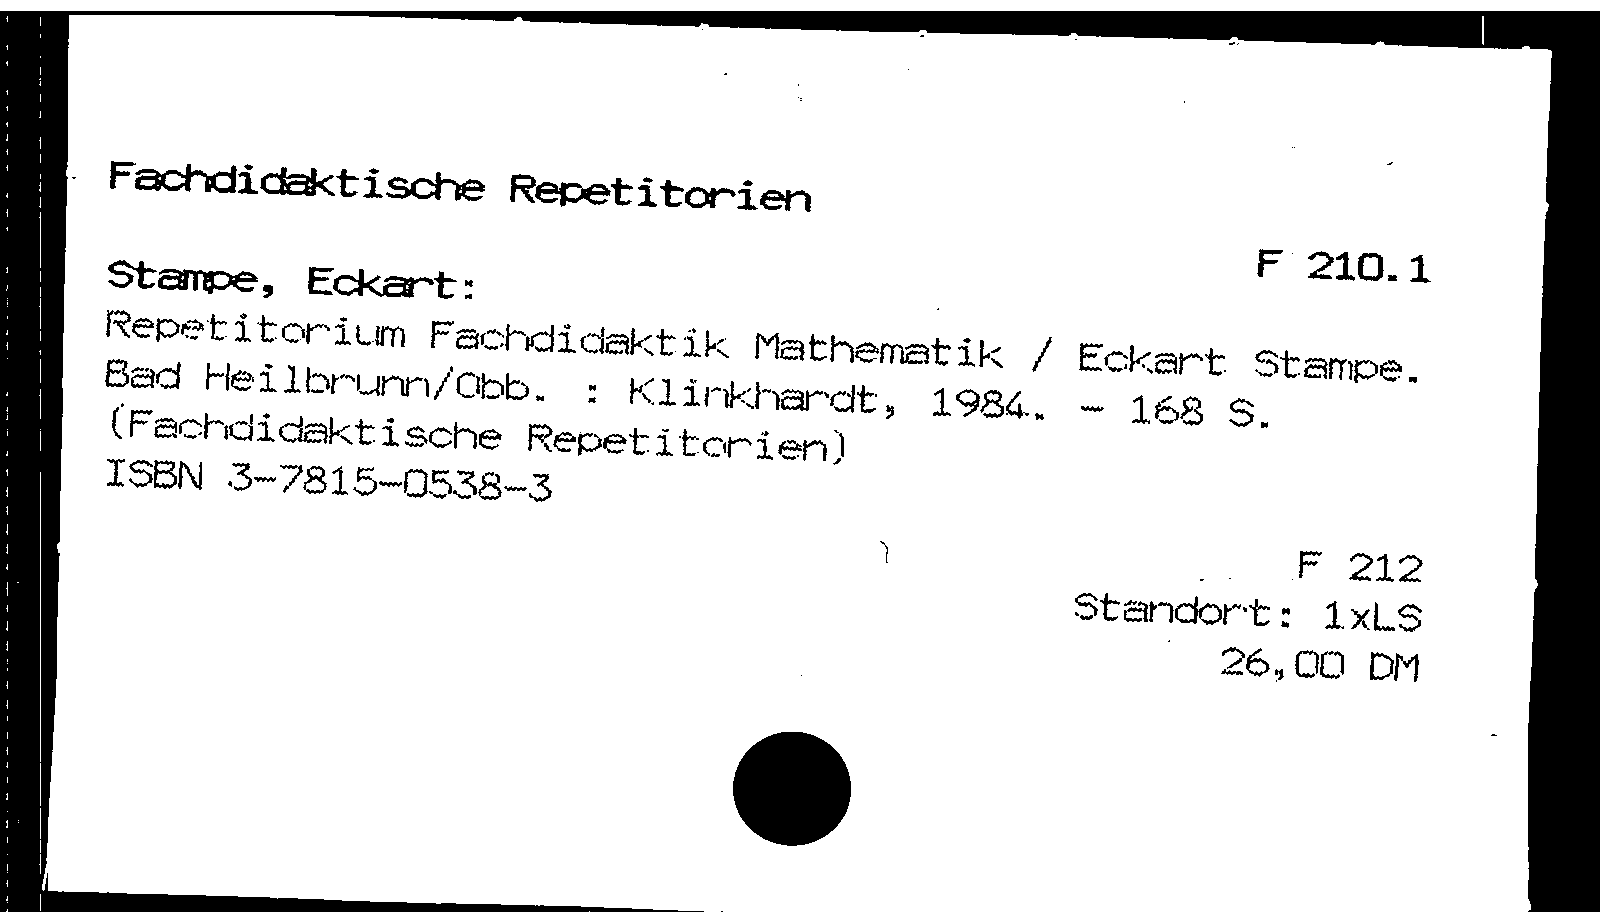 Fachdidaktische Repetitorien
F 210.1
Stampe, Eckart:
Repetitorium Fachdidaktik Mathematik / Eckart Stampe.
Bad Heilbrunn/Obb. : Klinkhardt, 1984. - 168 S.
(Fachdidaktische Repetitorien)
ISBN 3-7815-0538-3
F 212
Standort: 1xLS
26,00 DM